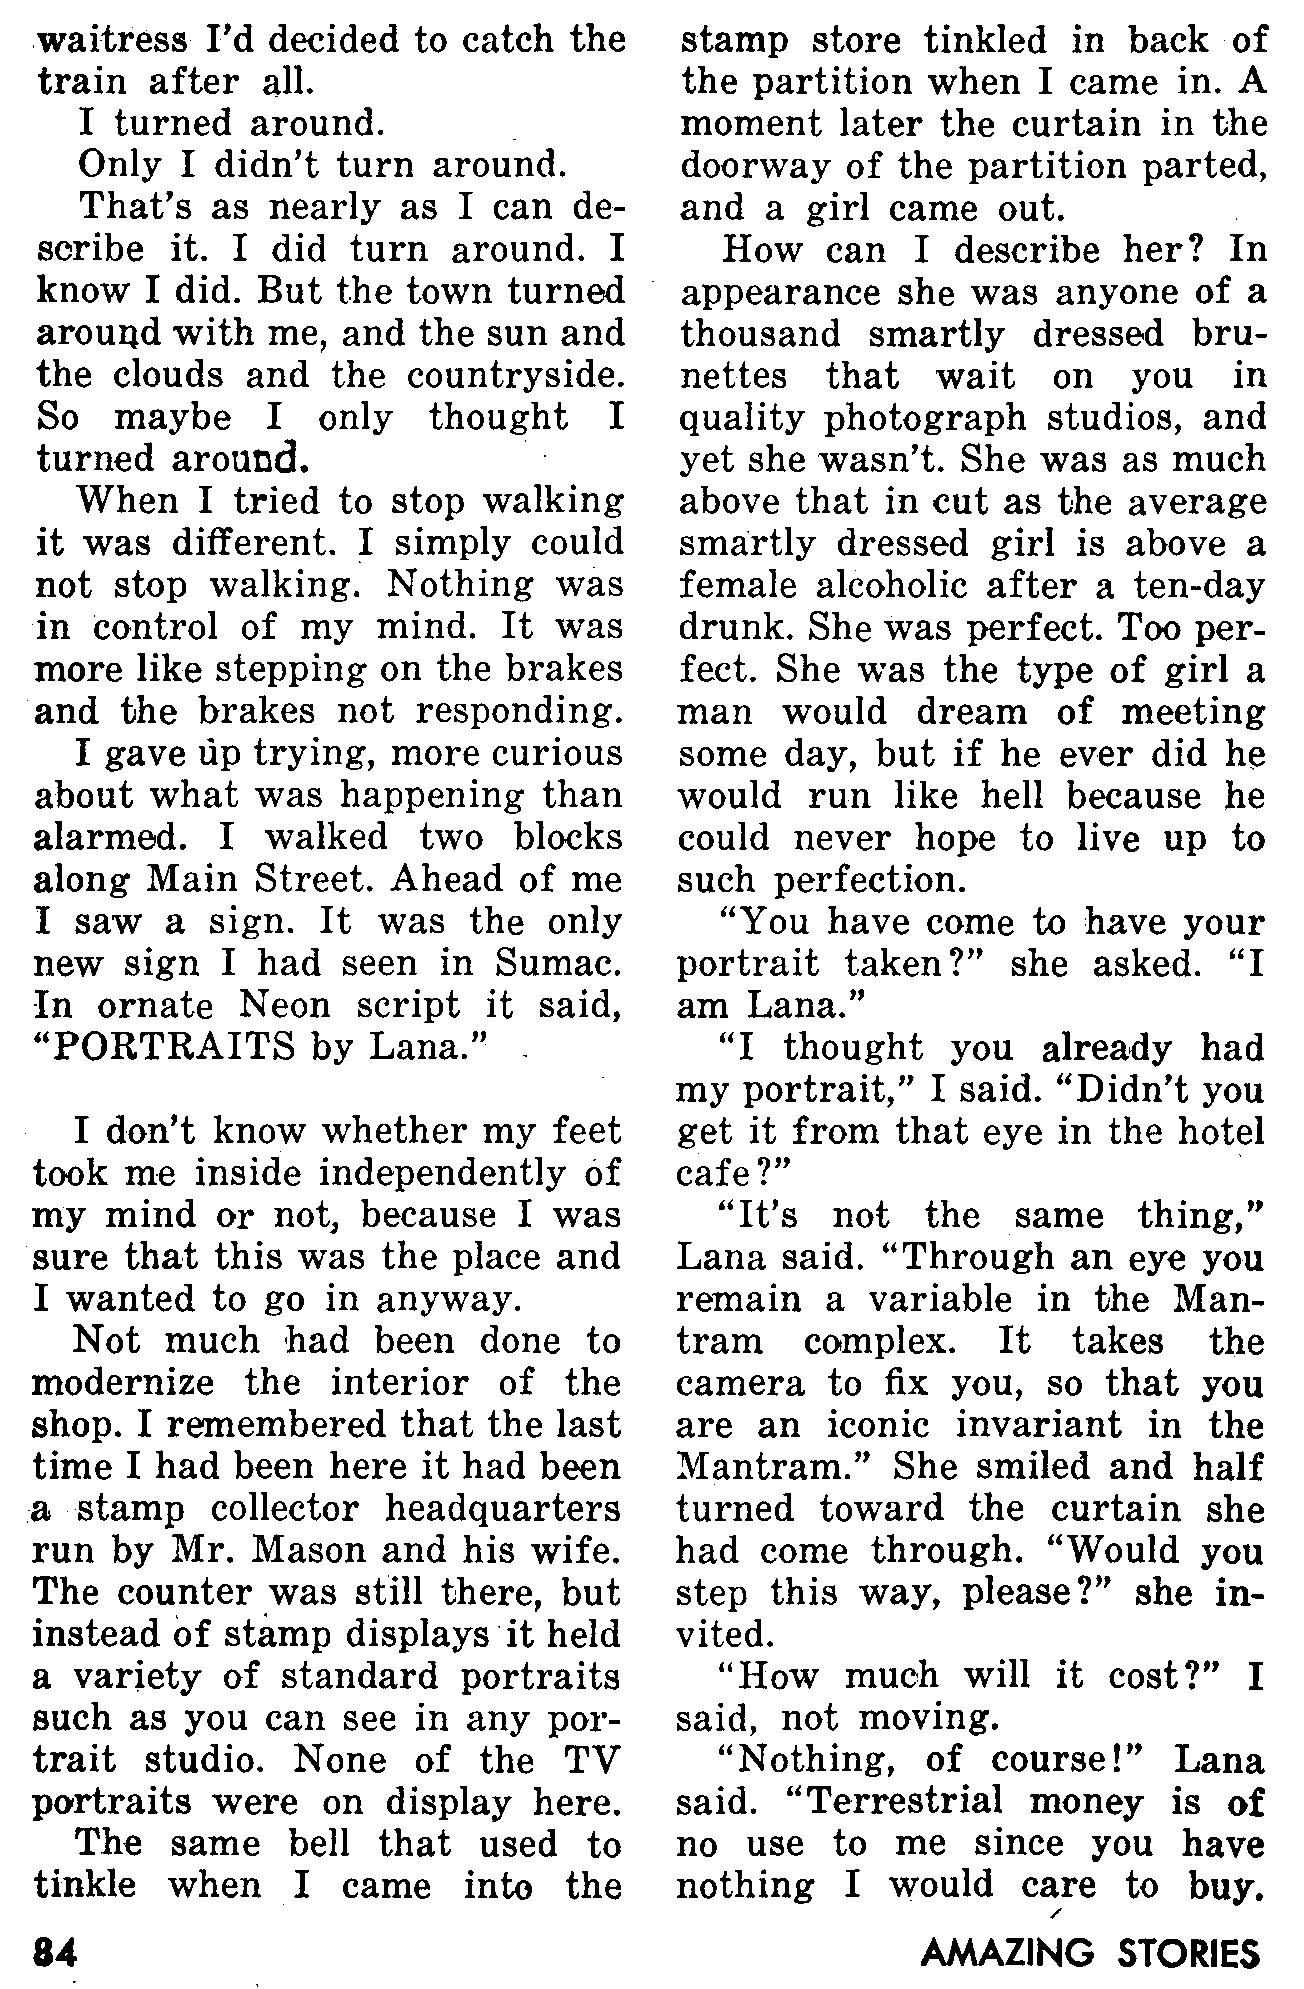 waitress I'd decided to catch the
train after all.
I turned around.
Only I didn't turn around.
That's as nearly as I can de-
scribe it. I did turn around. I
know I did. But the town turned
around with me, and the sun and
the clouds and the countryside.
So maybe I only thought I
turned around.
When I tried to stop walking
it was different. I simply could
not stop walking. Nothing was
in control of my mind. It was
more like stepping on the brakes
and the brakes not responding.
I gave up trying, more curious
about what was happening than
alarmed. I walked two blocks
along Main Street. Ahead of me
I saw a sign. It was the only
new sign I had seen in Sumac.
In ornate Neon script it said,
"PORTRAITS by Lana."
I don't know whether my feet
took me inside independently of
my mind or not, because I was
sure that this was the place and
I wanted to go in anyway.
Not much had been done to
modernize the interior of the
shop. I remembered that the last
time I had been here it had been
a stamp collector headquarters
run by Mr. Mason and his wife.
The counter was still there, but
instead of stamp displays it held
a variety of standard portraits
such as you can see in any por-
trait studio. None of the TV
portraits were on display here.
The same bell that used to
tinkle when I came into the
stamp store tinkled in back of
the partition when I came in. A
moment later the curtain in the
doorway of the partition parted,
and a girl came out.
How can I describe her? In
appearance she was anyone of a
thousand smartly dressed bru-
nettes that wait on you in
quality photograph studios, and
yet she wasn't. She was as much
above that in cut as the average
smartly dressed girl is above a
female alcoholic after a ten-day
drunk. She was perfect. Too per-
fect. She was the type of girl a
man would dream of meeting
some day, but if he ever did he
would run like hell because he
could never hope to live up to
such perfection.
"You have come to have your
portrait taken?" she asked. "I
am Lana."
"I thought you already had
my portrait," I said. "Didn't you
get it from that eye in the hotel
cafe?"
"It's not the same thing,"
Lana said. "Through an eye you
remain a variable in the Man-
tram complex. It takes the
camera to fix you, so that you
are an iconic invariant in the
Mantram." She smiled and half
turned toward the curtain she
had come through. "Would you
step this way, please?" she in-
vited.
"How much will it cost?" I
said, not moving.
"Nothing, of course!" Lana
said. "Terrestrial money is of
no use to me since you have
nothing I would care to buy.
84
AMAZING STORIES